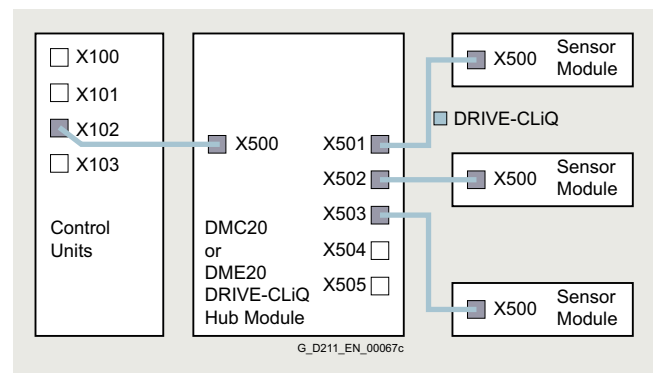 X100
X101
X102
X103
Control
Units
X500
X501
X502
X503
X504
X505
DMC20
or
DME20
DRIVE-CLiQ
Hub Module
X500
Sensor
Module
DRIVE-CLiQ
X500
Sensor
Module
X500
Sensor
Module
G_D211_EN_00067c